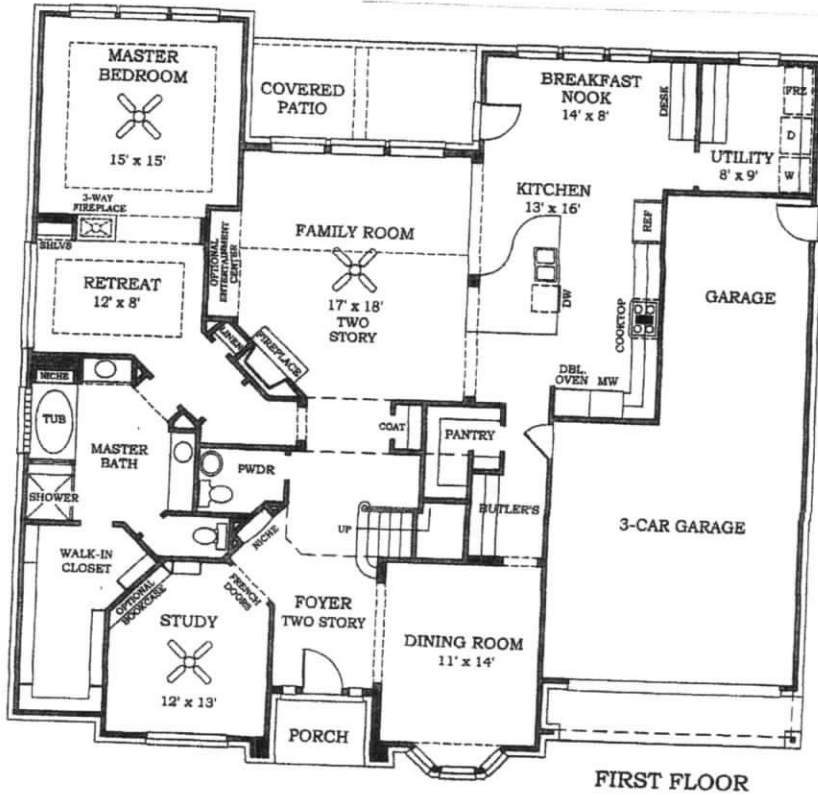 MASTER
BEDROOM
15' x 15'
COVERED
PATIO
BREAKFAST
NOOK
14' x 8'
DESK
FRZ
D
W
UTILITY
8' x 9'
3-WAY
FIREPLACE
SHLVS
RETREAT
12' x 8'
OPTIONAL
ENTERTAINMENT
CENTER
FAMILY ROOM
17' x 18'
TWO
STORY
KITCHEN
13' x 16'
REF
DW
COOKTOP
GARAGE
LINEN
FIREPLACE
DBL.
OVEN MW
NICHE
TUB
MASTER
BATH
SHOWER
PWDR
COAT
PANTRY
BUTLER'S
3-CAR GARAGE
UP
NICHE
WALK-IN
CLOSET
OPTIONAL
BOOKCASE
FRENCH
DOORS
STUDY
12' x 13'
FOYER
TWO STORY
DINING ROOM
11' x 14'
PORCH
FIRST FLOOR